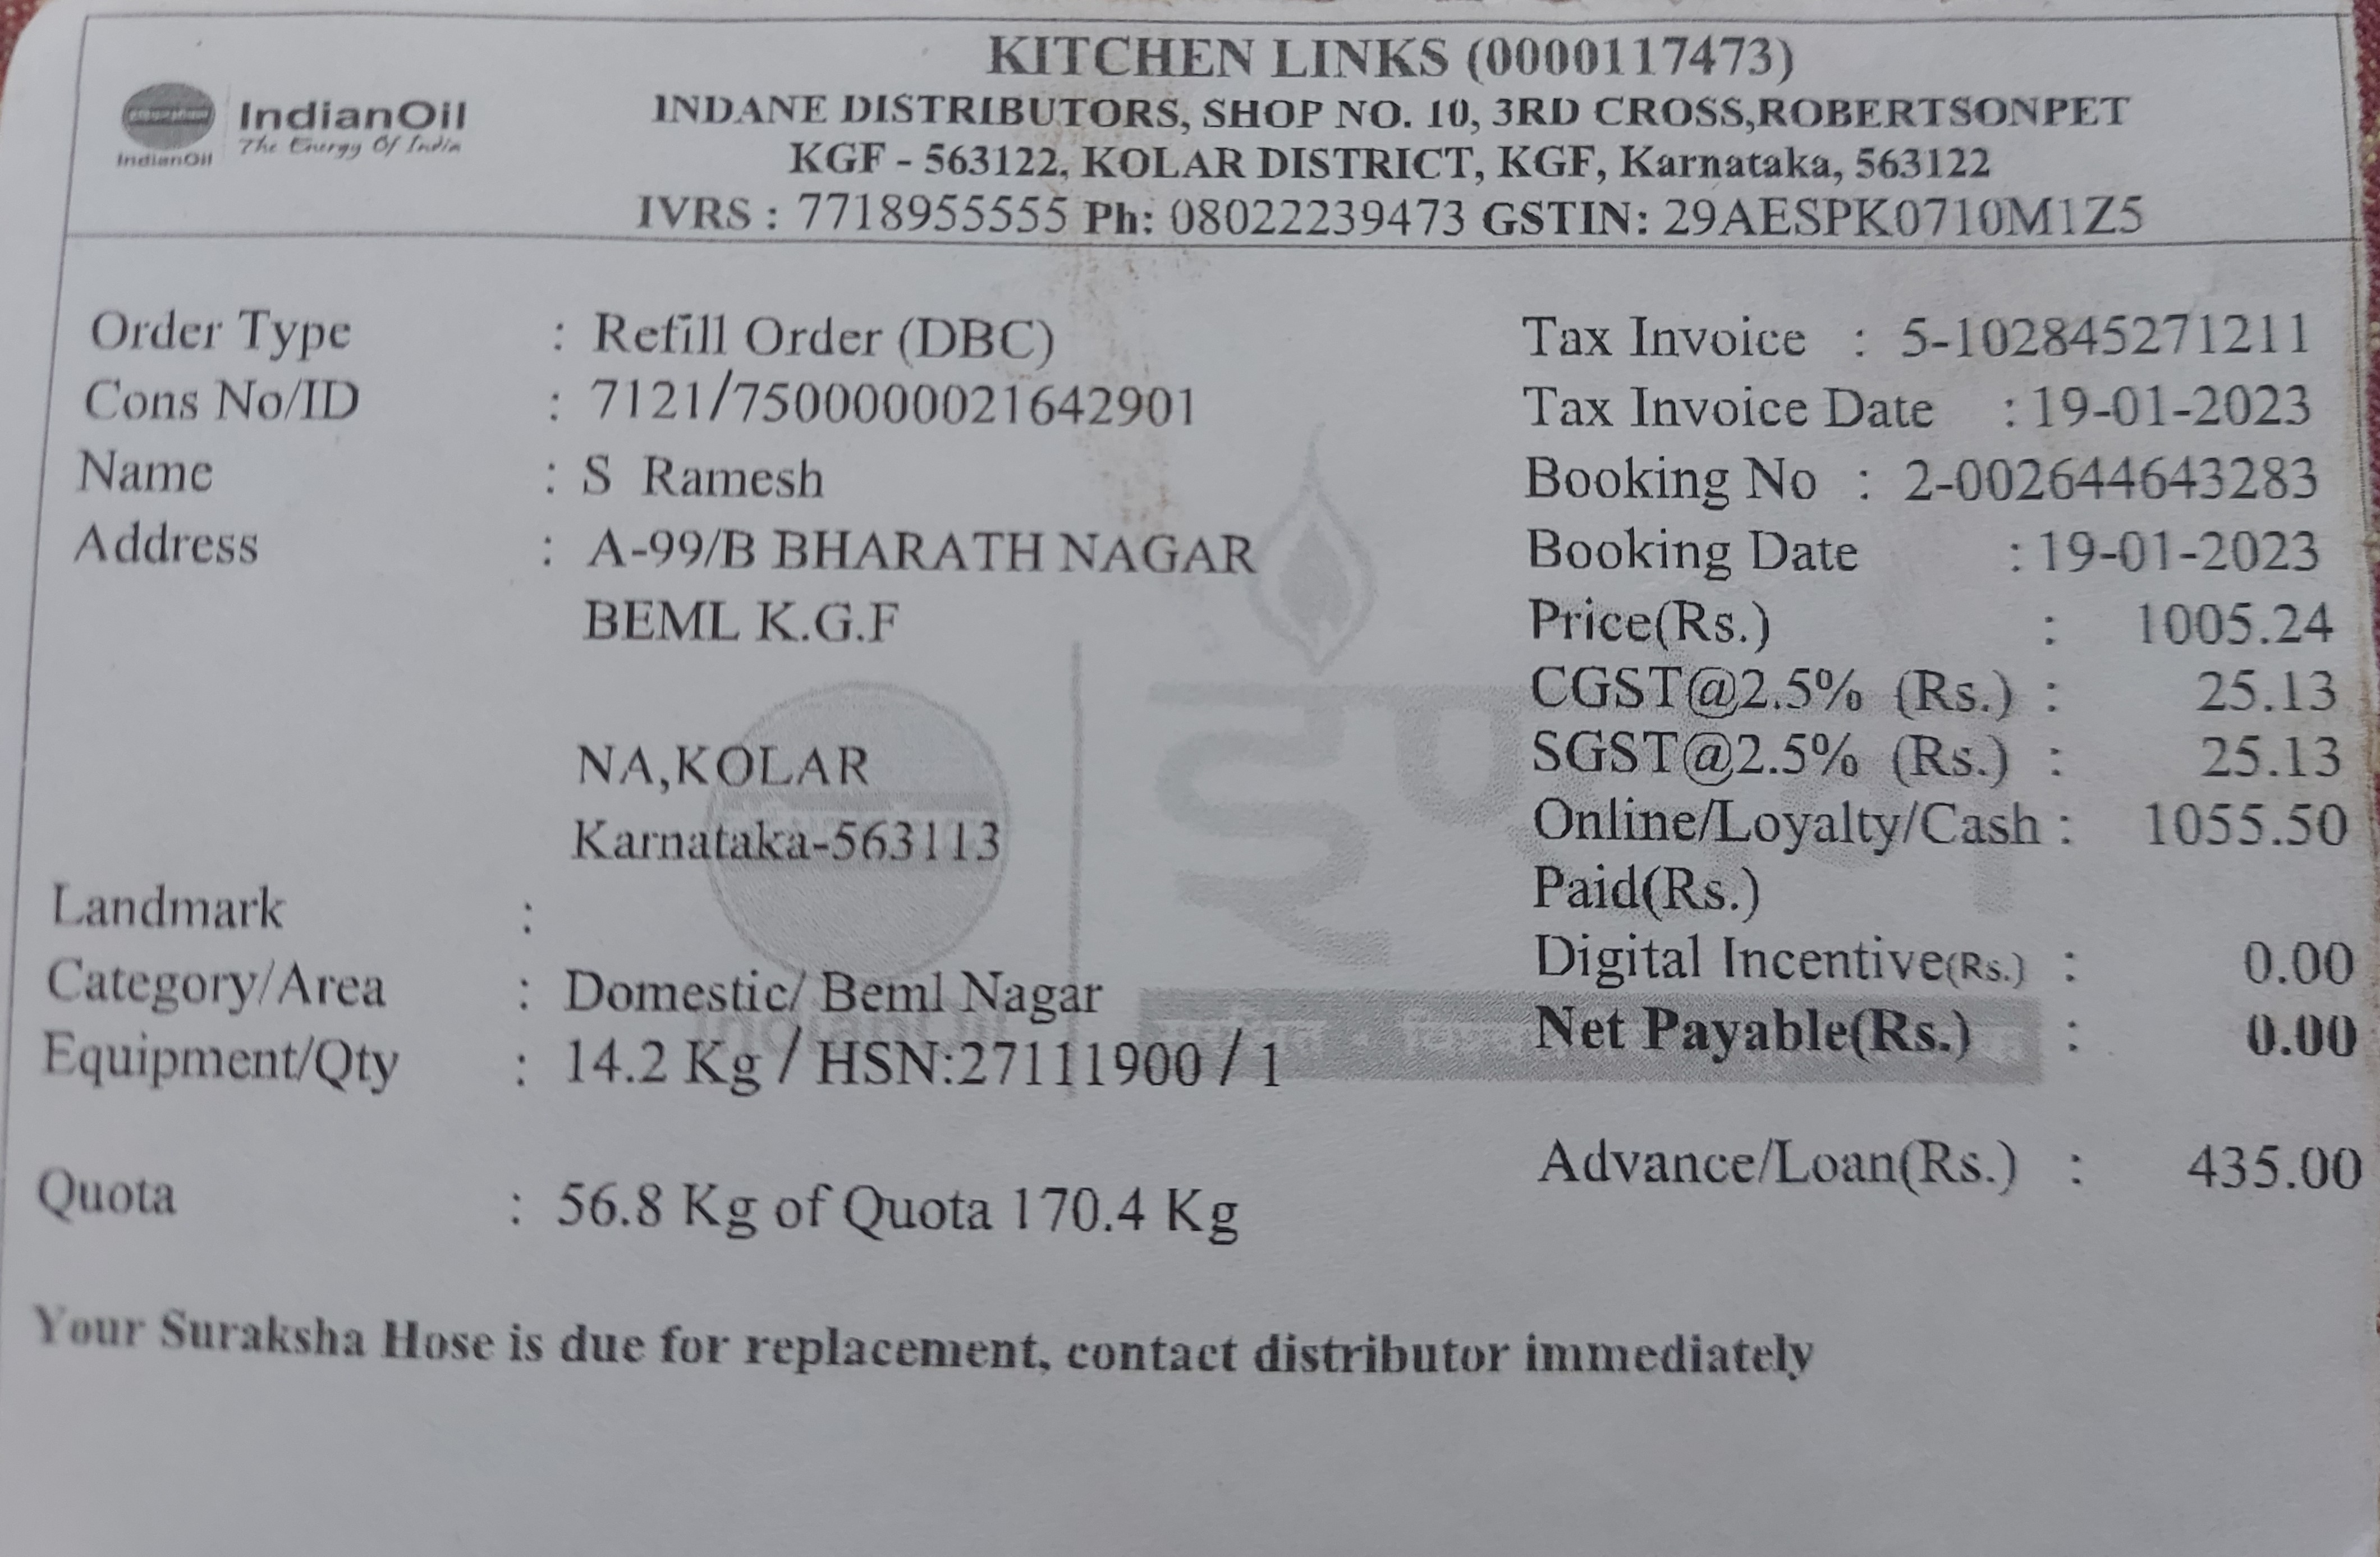 KITCHEN LINKS (0000117473)
IndianOil
The Energy Of India
IndianOil
INDANE DISTRIBUTORS, SHOP NO. 10, 3RD CROSS,ROBERTSONPET
KGF - 563122, KOLAR DISTRICT, KGF, Karnataka, 563122
IVRS : 7718955555 Ph: 08022239473 GSTIN: 29AESPK0710M1Z5
Order Type : Refill Order (DBC)
Cons No/ID : 7121/7500000021642901
Name : S Ramesh
Address : A-99/B BHARATH NAGAR
BEML K.G.F
NA,KOLAR
Karnataka-563113
Landmark :
Category/Area : Domestic/ Beml Nagar
Equipment/Qty : 14.2 Kg / HSN:27111900 / 1
Quota : 56.8 Kg of Quota 170.4 Kg
Tax Invoice : 5-102845271211
Tax Invoice Date : 19-01-2023
Booking No : 2-002644643283
Booking Date : 19-01-2023
Price(Rs.) : 1005.24
CGST@2.5% (Rs.) : 25.13
SGST@2.5% (Rs.) : 25.13
Online/Loyalty/Cash : 1055.50
Paid(Rs.)
Digital Incentive(Rs.) : 0.00
Net Payable(Rs.) : 0.00
Advance/Loan(Rs.) : 435.00
Your Suraksha Hose is due for replacement, contact distributor immediately